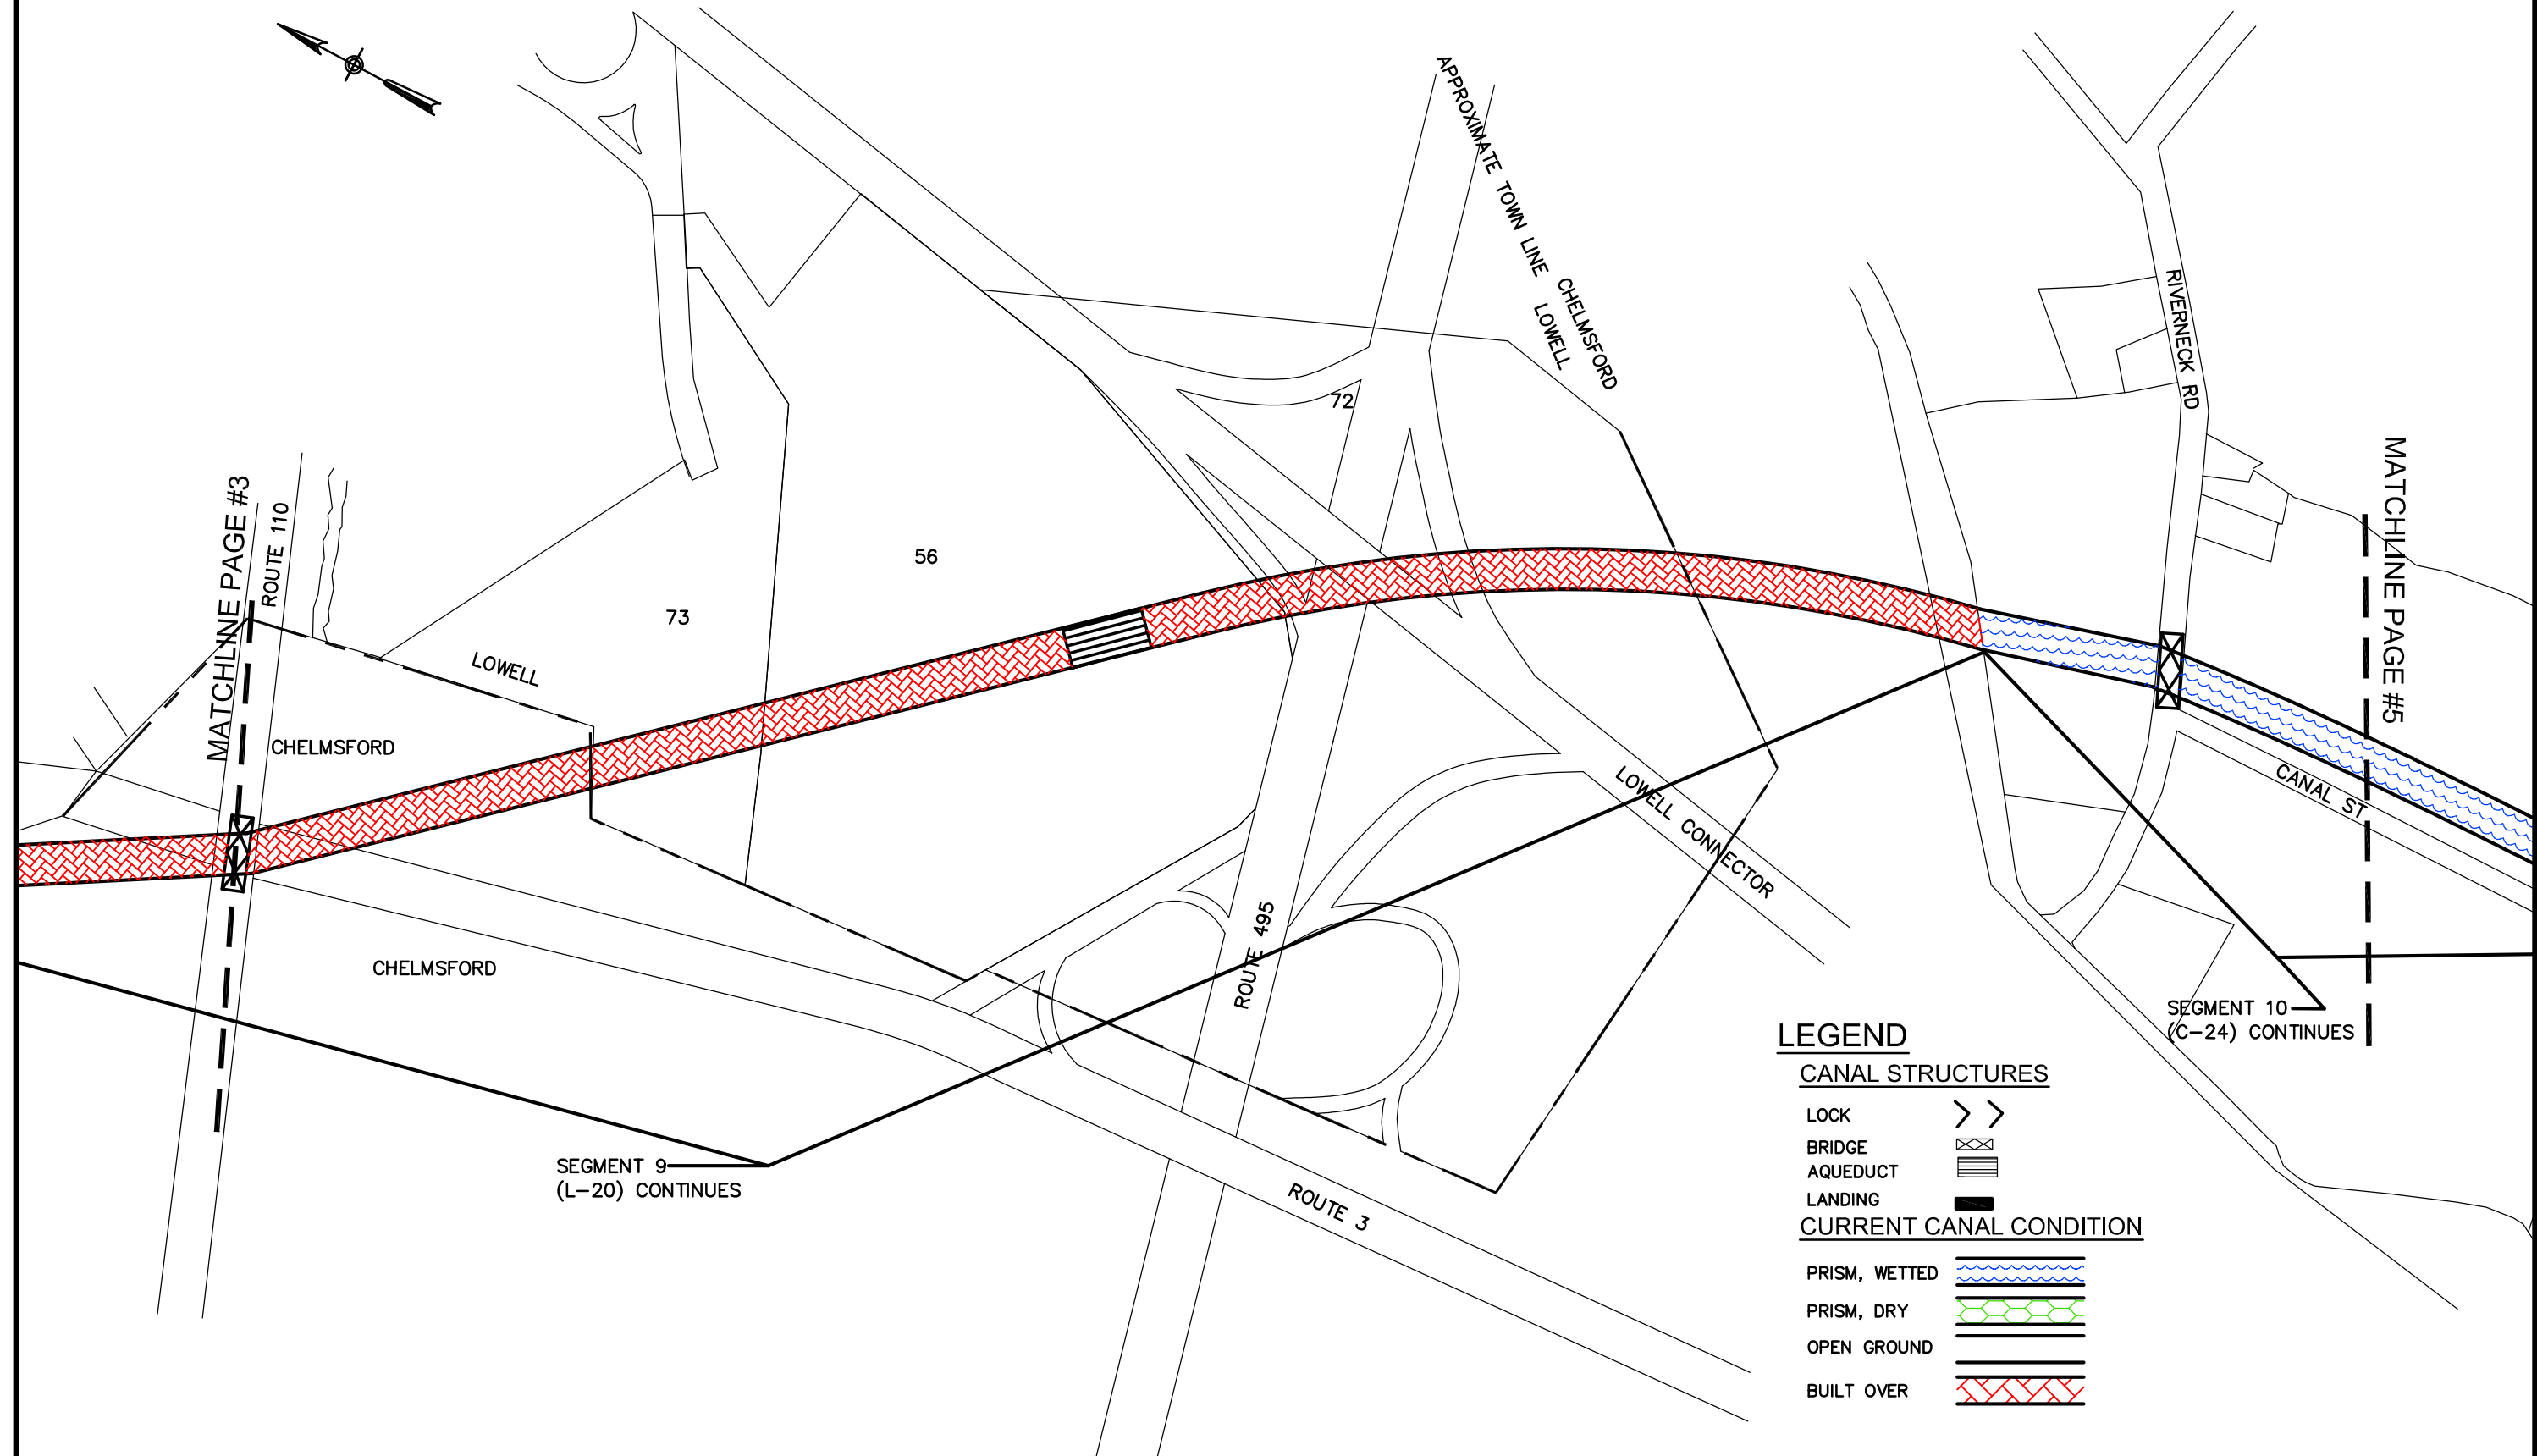 APPROXIMATE TOWN LINE
CHELMSFORD
LOWELL
RIVERNECK RD
72
MATCHLINE PAGE #3
ROUTE 110
MATCHLINE PAGE #5
56
73
LOWELL
CHELMSFORD
CHELMSFORD
LOWELL CONNECTOR
CANAL ST
ROUTE 495
SEGMENT 10
(C-24) CONTINUES
SEGMENT 9
(L-20) CONTINUES
ROUTE 3
LEGEND
CANAL STRUCTURES
LOCK
BRIDGE
AQUEDUCT
LANDING
CURRENT CANAL CONDITION
PRISM, WETTED
PRISM, DRY
OPEN GROUND
BUILT OVER